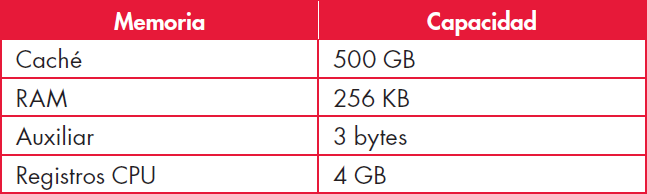 Memoria Capacidad
Caché 500 GB
RAM 256 KB
Auxiliar 3 bytes
Registros CPU 4 GB